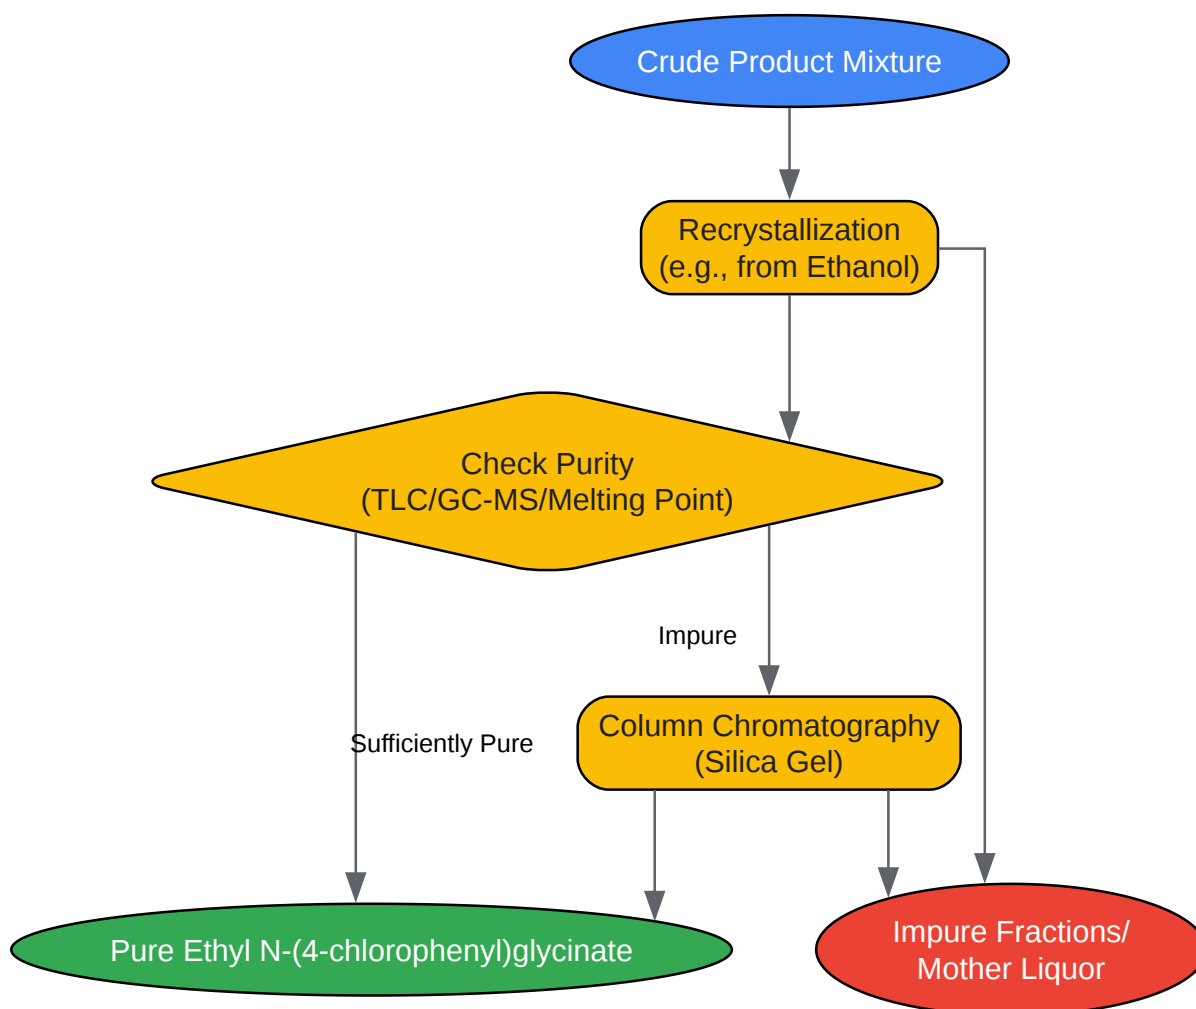 Crude Product Mixture
Recrystallization
(e.g., from Ethanol)
Check Purity
(TLC/GC-MS/Melting Point)
Impure
Sufficiently Pure
Column Chromatography
(Silica Gel)
Pure Ethyl N-(4-chlorophenyl)glycinate
Impure Fractions/
Mother Liquor